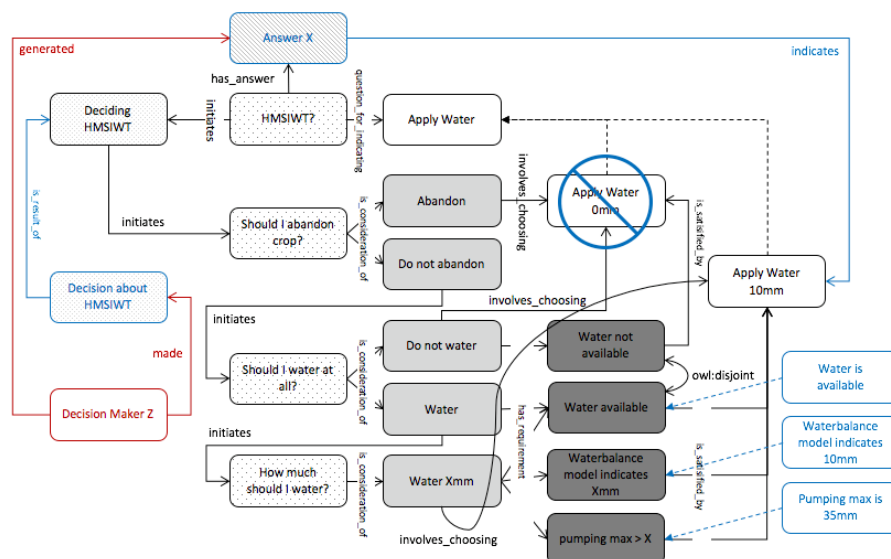 generated
Answer X
indicates
has_answer
Deciding
HMSIWT
initiates
HMSIWT?
question_for_indicating
Apply Water
is_result_of
initiates
Should I abandon
crop?
is_consideration_of
Abandon
involves_choosing
Apply Water
0mm
is_satisfied_by
Do not abandon
Apply Water
10mm
Decision about
HMSIWT
made
Decision Maker Z
initiates
involves_choosing
Should I water at
all?
is_consideration_of
Do not water
Water not
available
owl:disjoint
Water is
available
Water
has_requirement
Water available
initiates
How much
should I water?
is_consideration_of
Water Xmm
Waterbalance
model indicates
Xmm
is_satisfied_by
Waterbalance
model indicates
10mm
involves_choosing
pumping max > X
Pumping max is
35mm